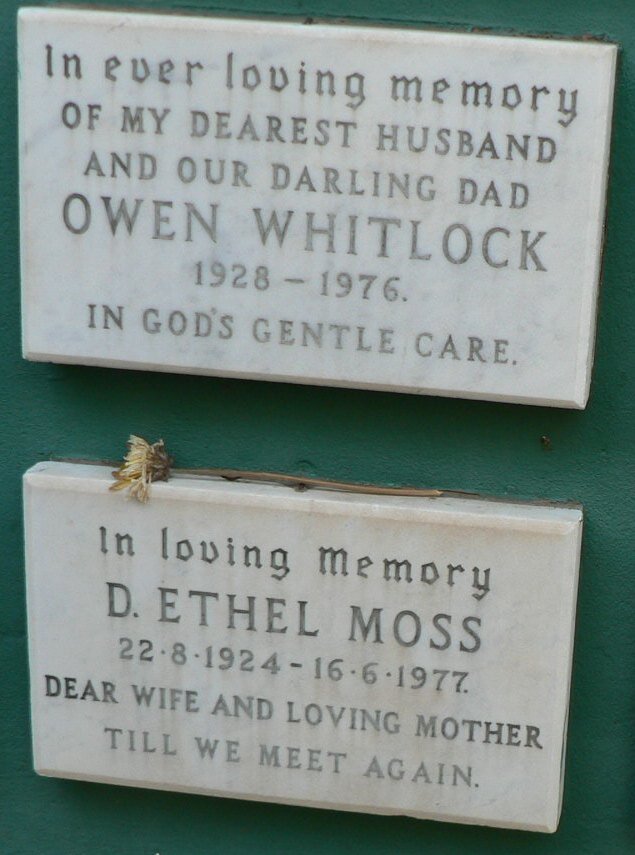 In ever loving memory
OF MY DEAREST HUSBAND
AND OUR DARLING DAD
OWEN WHITLOCK
1928 – 1976.
IN GOD'S GENTLE CARE.
In loving memory
D. ETHEL MOSS
22·8·1924 – 16·6·1977.
DEAR WIFE AND LOVING MOTHER
TILL WE MEET AGAIN.